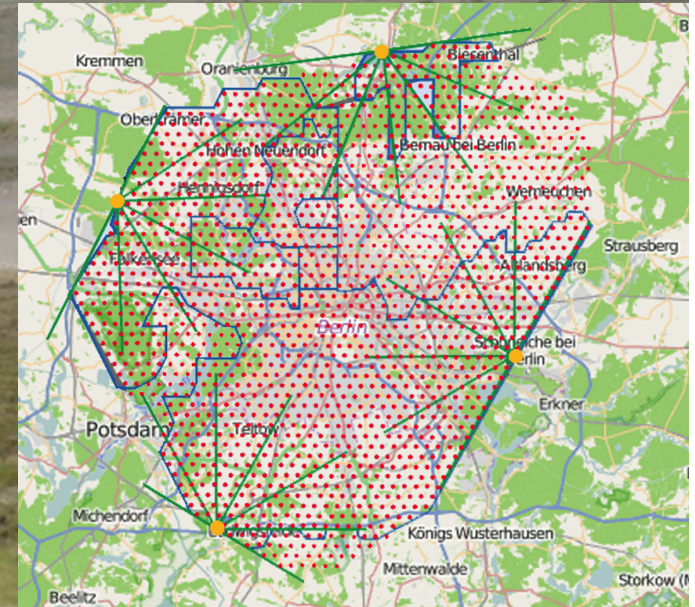 Kremmen
Oranienburg
Biesenthal
Oberkrämer
Hohen Neuendorf
Bernau bei Berlin
Hennigsdorf
Werneuchen
en
Falkensee
Strausberg
Altlandsberg
Berlin
Schöneiche bei
Berlin
Erkner
Potsdam
Teltow
Michendorf
Königs Wusterhausen
Mittenwalde
Storkow (M
Beelitz